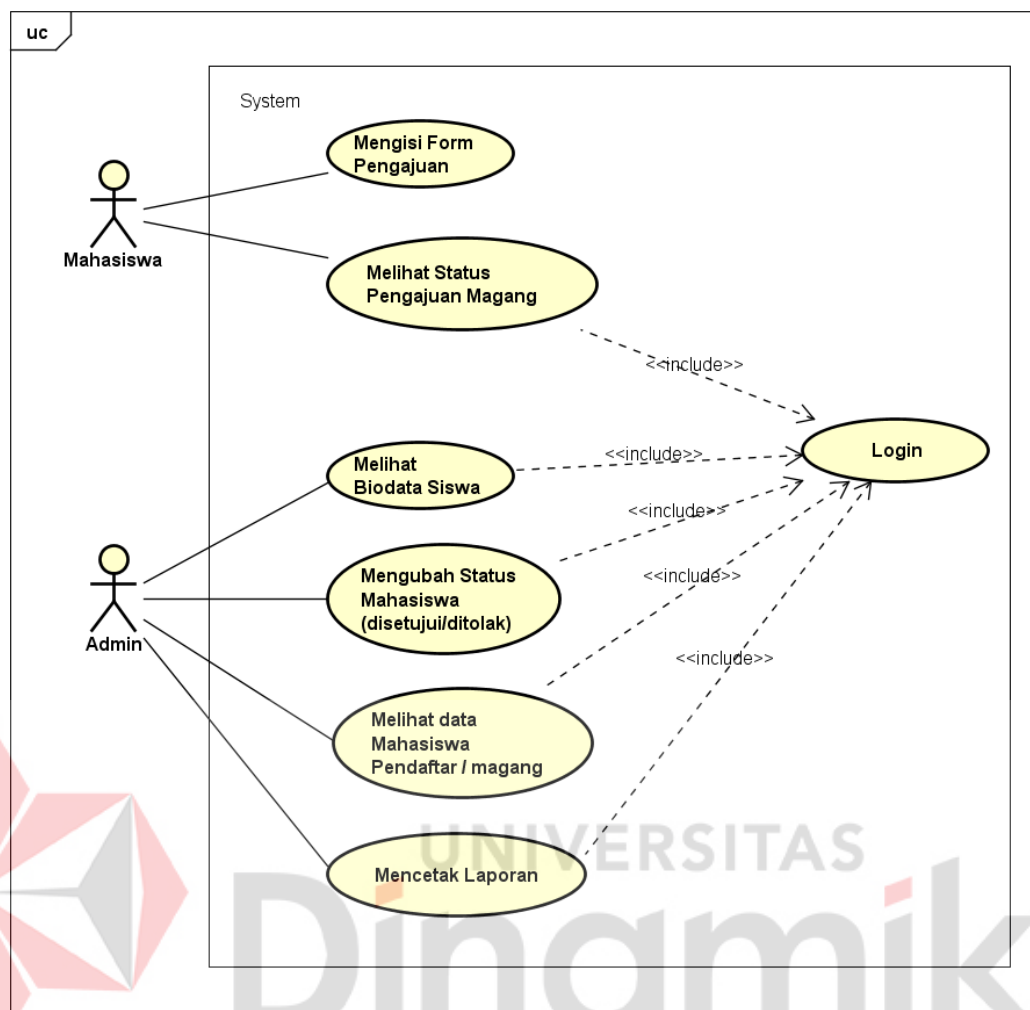 uc
System
Mengisi Form
Pengajuan
Mahasiswa
Melihat Status
Pengajuan Magang
<<include>>
Login
Melihat
Biodata Siswa
<<include>>
<<include>>
Mengubah Status
Mahasiswa
(disetujui/ditolak)
<<include>>
Admin
<<include>>
Melihat data
Mahasiswa
Pendaftar / magang
Mencetak Laporan
UNIVERSITAS
Dinamik